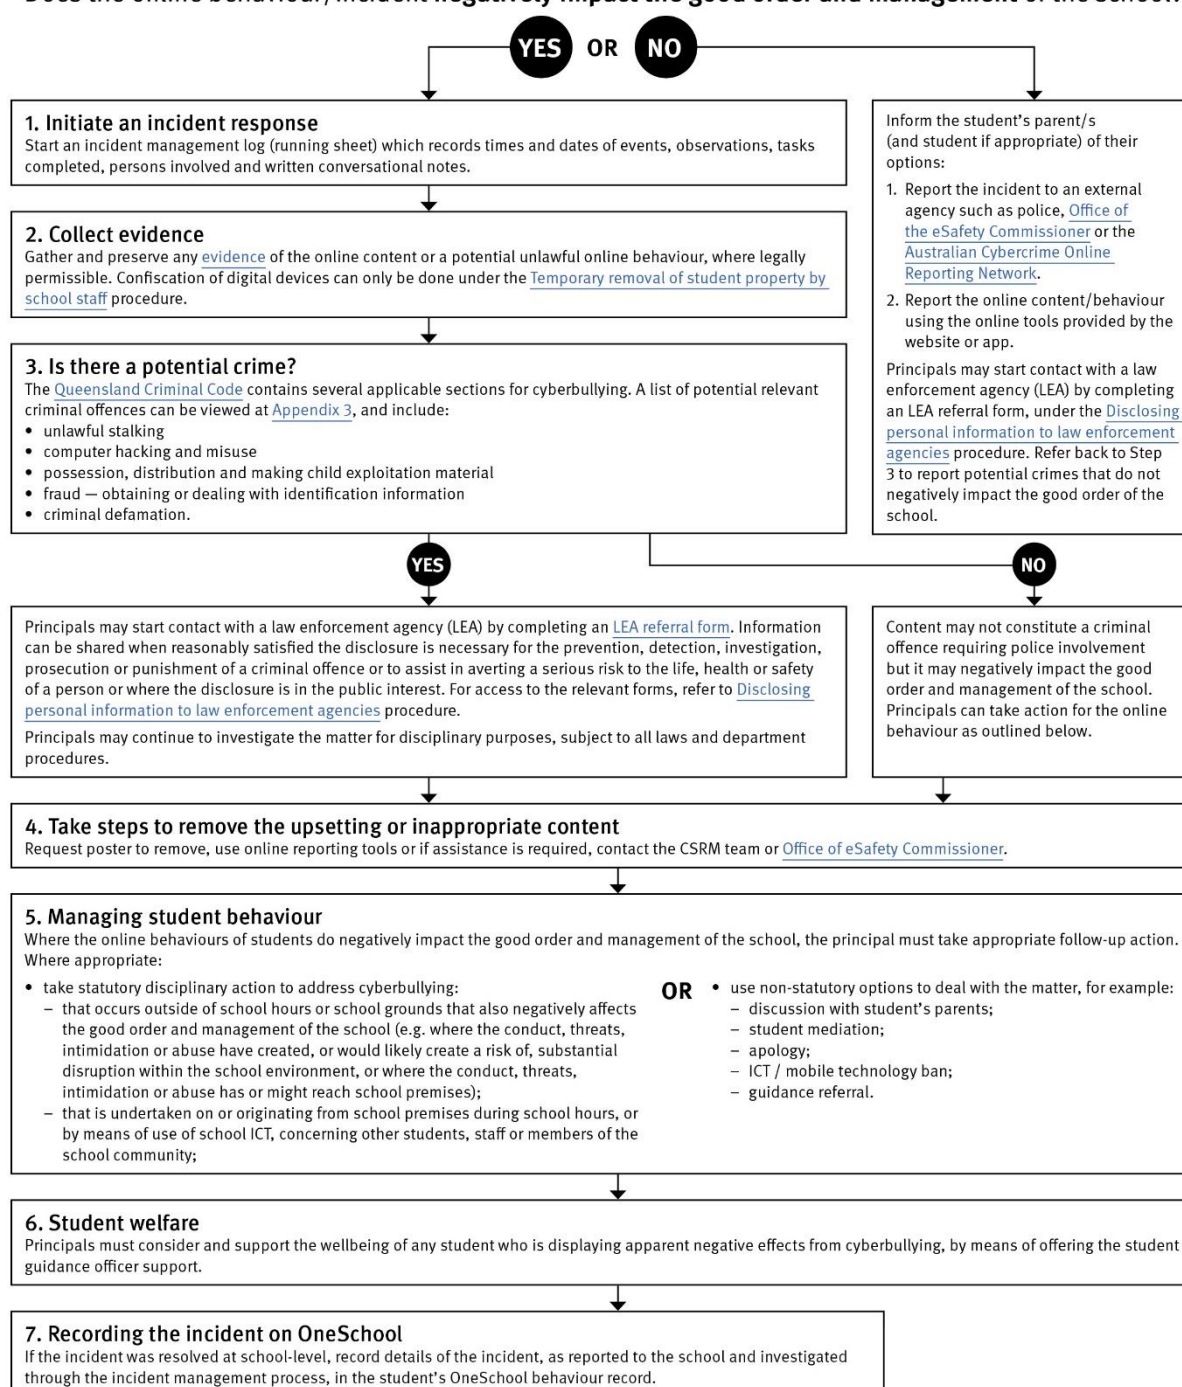 Does the online behaviour/incident negatively impact the good order and management of the school?
YES OR NO
1. Initiate an incident response
Start an incident management log (running sheet) which records times and dates of events, observations, tasks
completed, persons involved and written conversational notes.
2. Collect evidence
Gather and preserve any evidence of the online content or a potential unlawful online behaviour, where legally
permissible. Confiscation of digital devices can only be done under the Temporary removal of student property by
school staff procedure.
3. Is there a potential crime?
The Queensland Criminal Code contains several applicable sections for cyberbullying. A list of potential relevant
criminal offences can be viewed at Appendix 3, and include:
• unlawful stalking
• computer hacking and misuse
• possession, distribution and making child exploitation material
• fraud — obtaining or dealing with identification information
• criminal defamation.
Inform the student's parent/s
(and student if appropriate) of their
options:
1. Report the incident to an external
agency such as police, Office of
the eSafety Commissioner or the
Australian Cybercrime Online
Reporting Network.
2. Report the online content/behaviour
using the online tools provided by the
website or app.
Principals may start contact with a law
enforcement agency (LEA) by completing
an LEA referral form, under the Disclosing
personal information to law enforcement
agencies procedure. Refer back to Step
3 to report potential crimes that do not
negatively impact the good order of the
school.
YES
NO
Principals may start contact with a law enforcement agency (LEA) by completing an LEA referral form. Information
can be shared when reasonably satisfied the disclosure is necessary for the prevention, detection, investigation,
prosecution or punishment of a criminal offence or to assist in averting a serious risk to the life, health or safety
of a person or where the disclosure is in the public interest. For access to the relevant forms, refer to Disclosing
personal information to law enforcement agencies procedure.
Principals may continue to investigate the matter for disciplinary purposes, subject to all laws and department
procedures.
Content may not constitute a criminal
offence requiring police involvement
but it may negatively impact the good
order and management of the school.
Principals can take action for the online
behaviour as outlined below.
4. Take steps to remove the upsetting or inappropriate content
Request poster to remove, use online reporting tools or if assistance is required, contact the CSRM team or Office of eSafety Commissioner.
5. Managing student behaviour
Where the online behaviours of students do negatively impact the good order and management of the school, the principal must take appropriate follow-up action.
Where appropriate:
• take statutory disciplinary action to address cyberbullying:
– that occurs outside of school hours or school grounds that also negatively affects
the good order and management of the school (e.g. where the conduct, threats,
intimidation or abuse have created, or would likely create a risk of, substantial
disruption within the school environment, or where the conduct, threats,
intimidation or abuse has or might reach school premises);
– that is undertaken on or originating from school premises during school hours, or
by means of use of school ICT, concerning other students, staff or members of the
school community;
OR
• use non-statutory options to deal with the matter, for example:
– discussion with student's parents;
– student mediation;
– apology;
– ICT / mobile technology ban;
– guidance referral.
6. Student welfare
Principals must consider and support the wellbeing of any student who is displaying apparent negative effects from cyberbullying, by means of offering the student
guidance officer support.
7. Recording the incident on OneSchool
If the incident was resolved at school-level, record details of the incident, as reported to the school and investigated
through the incident management process, in the student's OneSchool behaviour record.